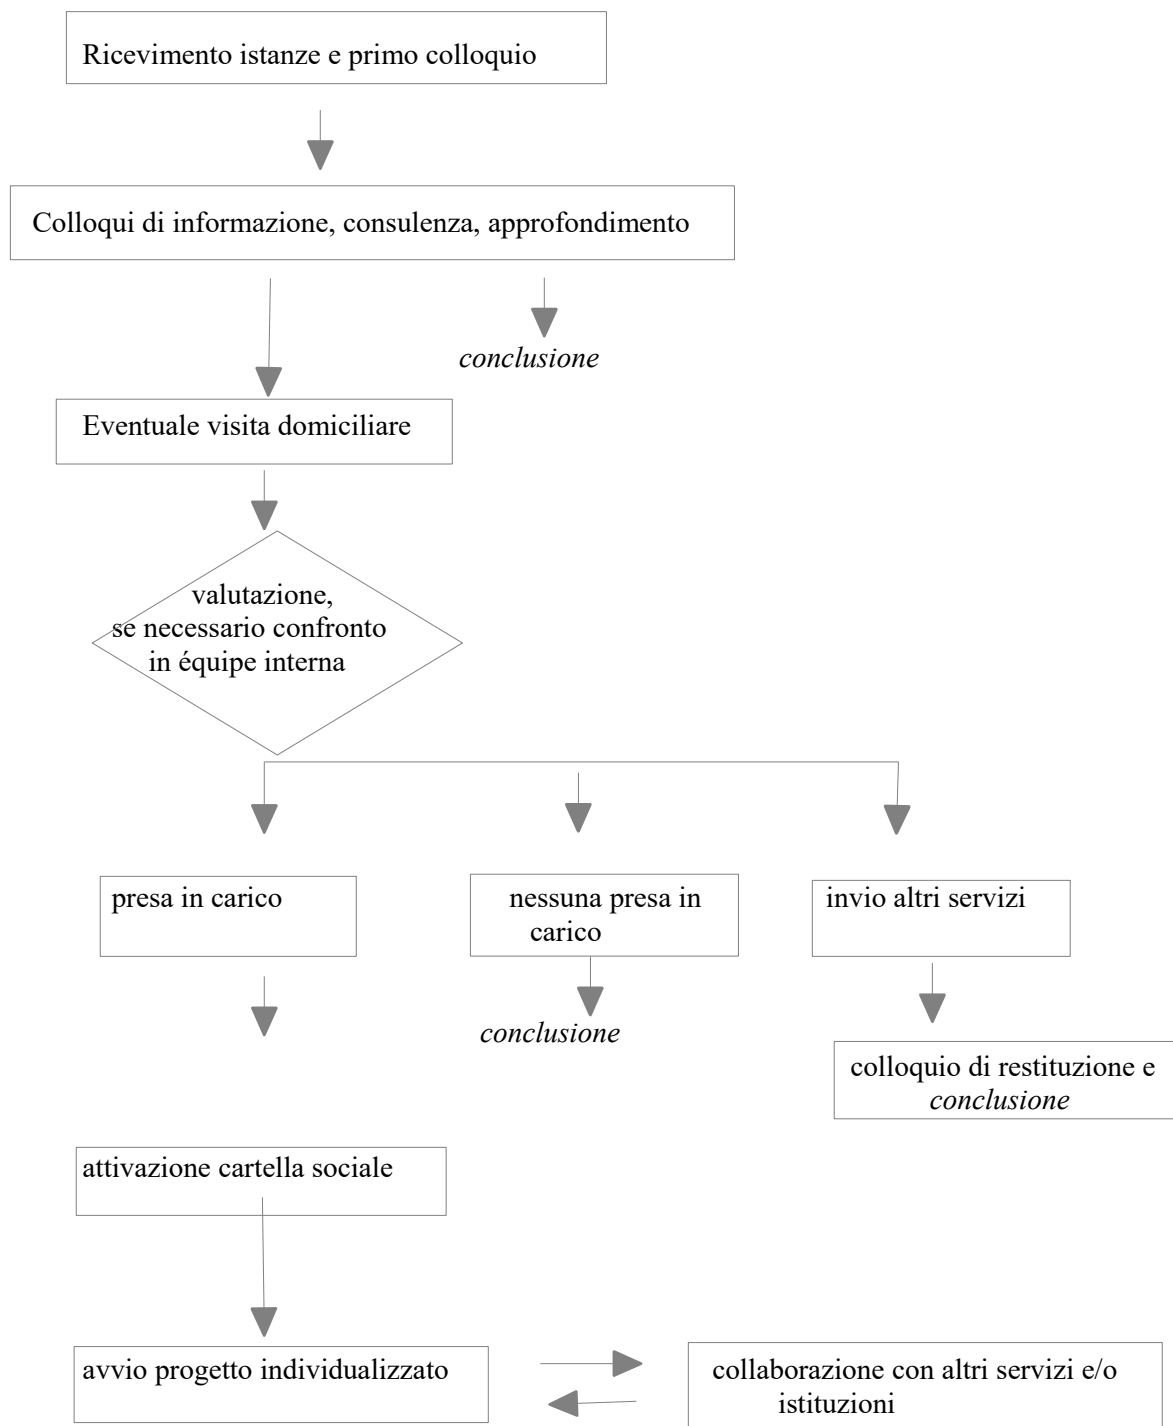 Ricevimento istanze e primo colloquio
Colloqui di informazione, consulenza, approfondimento
conclusione
Eventuale visita domiciliare
valutazione,
se necessario confronto
in équipe interna
presa in carico
nessuna presa in
carico
invio altri servizi
conclusione
colloquio di restituzione e
conclusione
attivazione cartella sociale
avvio progetto individualizzato
collaborazione con altri servizi e/o
istituzioni